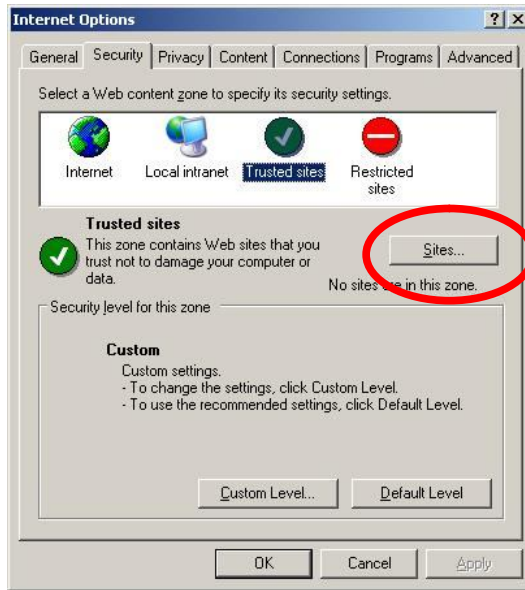 Internet Options
General Security Privacy Content Connections Programs Advanced
Select a Web content zone to specify its security settings.
Internet Local intranet Trusted sites Restricted sites
Trusted sites
This zone contains Web sites that you
trust not to damage your computer or
data.
Sites...
No sites are in this zone.
Security level for this zone
Custom
Custom settings.
- To change the settings, click Custom Level.
- To use the recommended settings, click Default Level.
Custom Level... Default Level
OK Cancel Apply